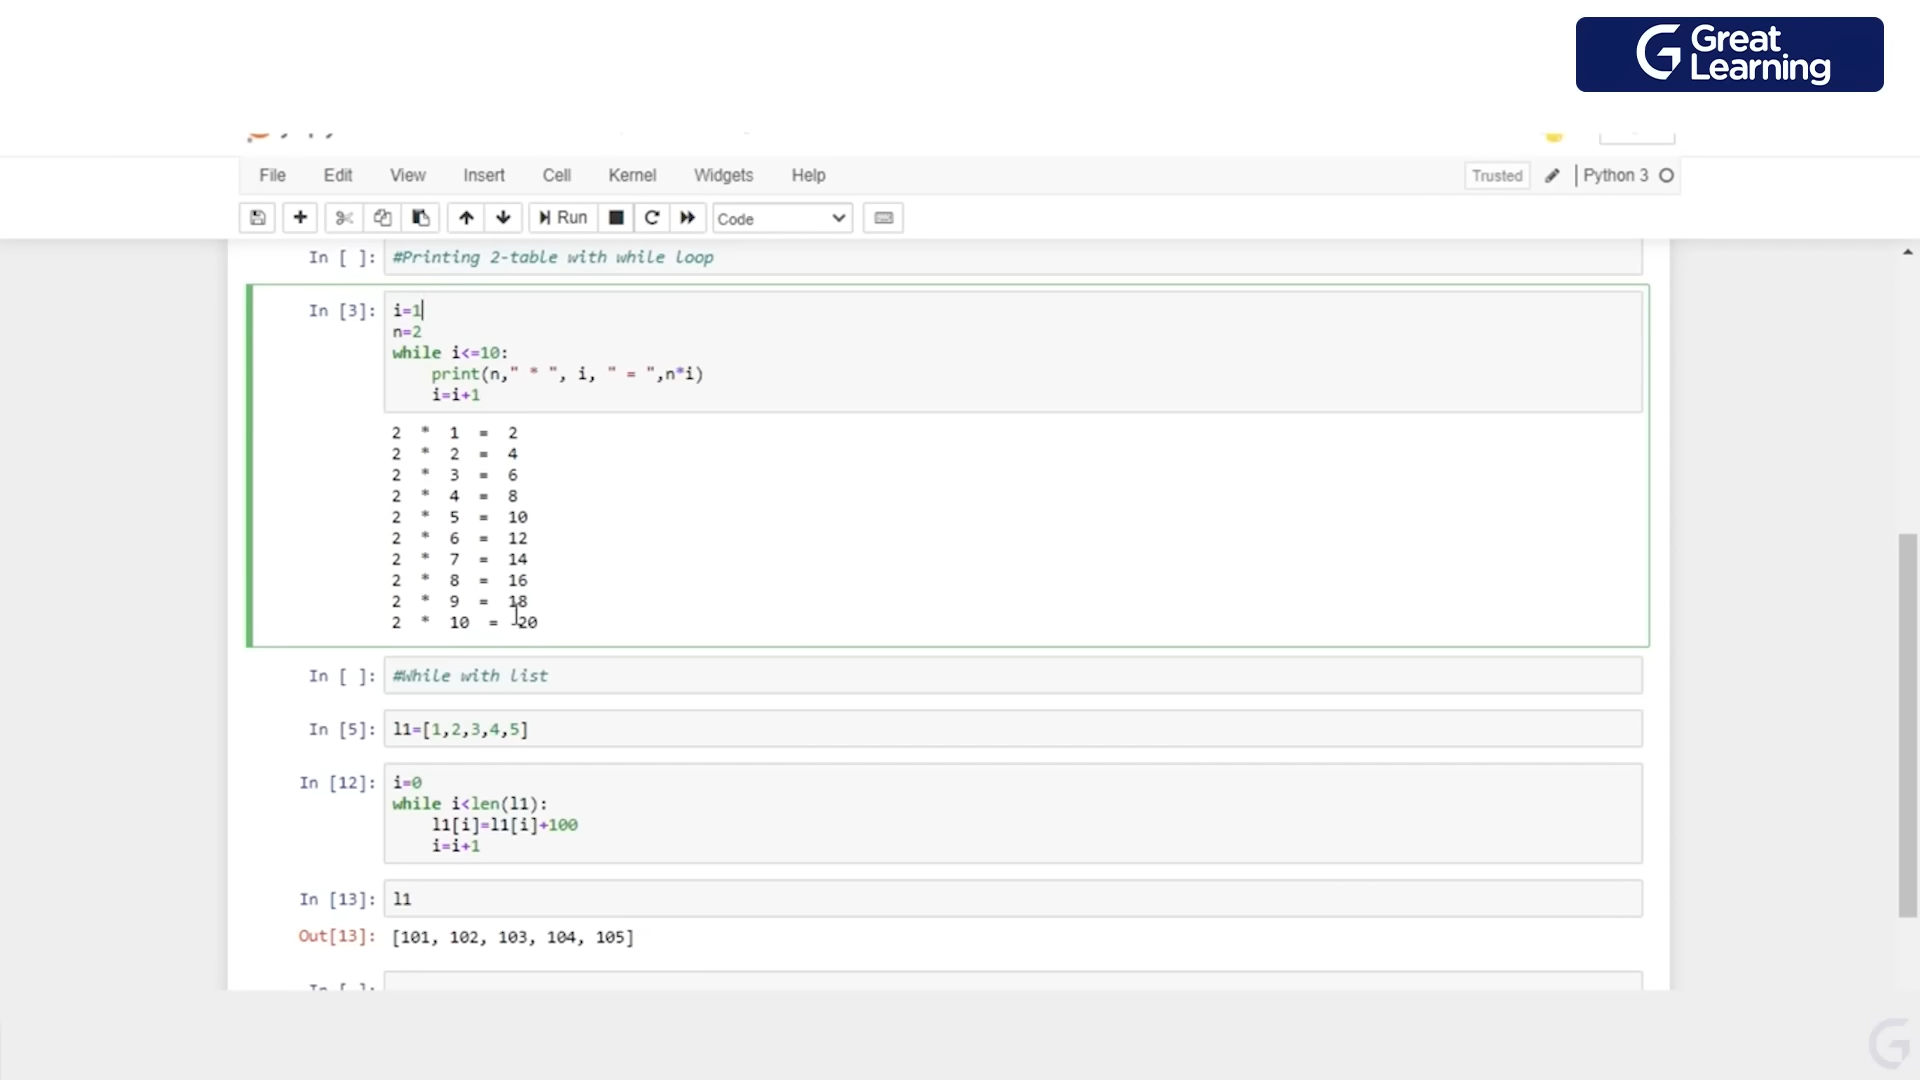 Great
Learning
File Edit View Insert Cell Kernel Widgets Help Trusted Python 3
Run Code
In [ ]: #Printing 2-table with while loop
In [3]: i=1
n=2
while i<=10:
    print(n," * ", i, " = ",n*i)
    i=i+1
2  *  1  =  2
2  *  2  =  4
2  *  3  =  6
2  *  4  =  8
2  *  5  =  10
2  *  6  =  12
2  *  7  =  14
2  *  8  =  16
2  *  9  =  18
2  *  10  =  20
In [ ]: #While with list
In [5]: l1=[1,2,3,4,5]
In [12]: i=0
while i<len(l1):
    l1[i]=l1[i]+100
    i=i+1
In [13]: l1
Out[13]: [101, 102, 103, 104, 105]
In [ ]: